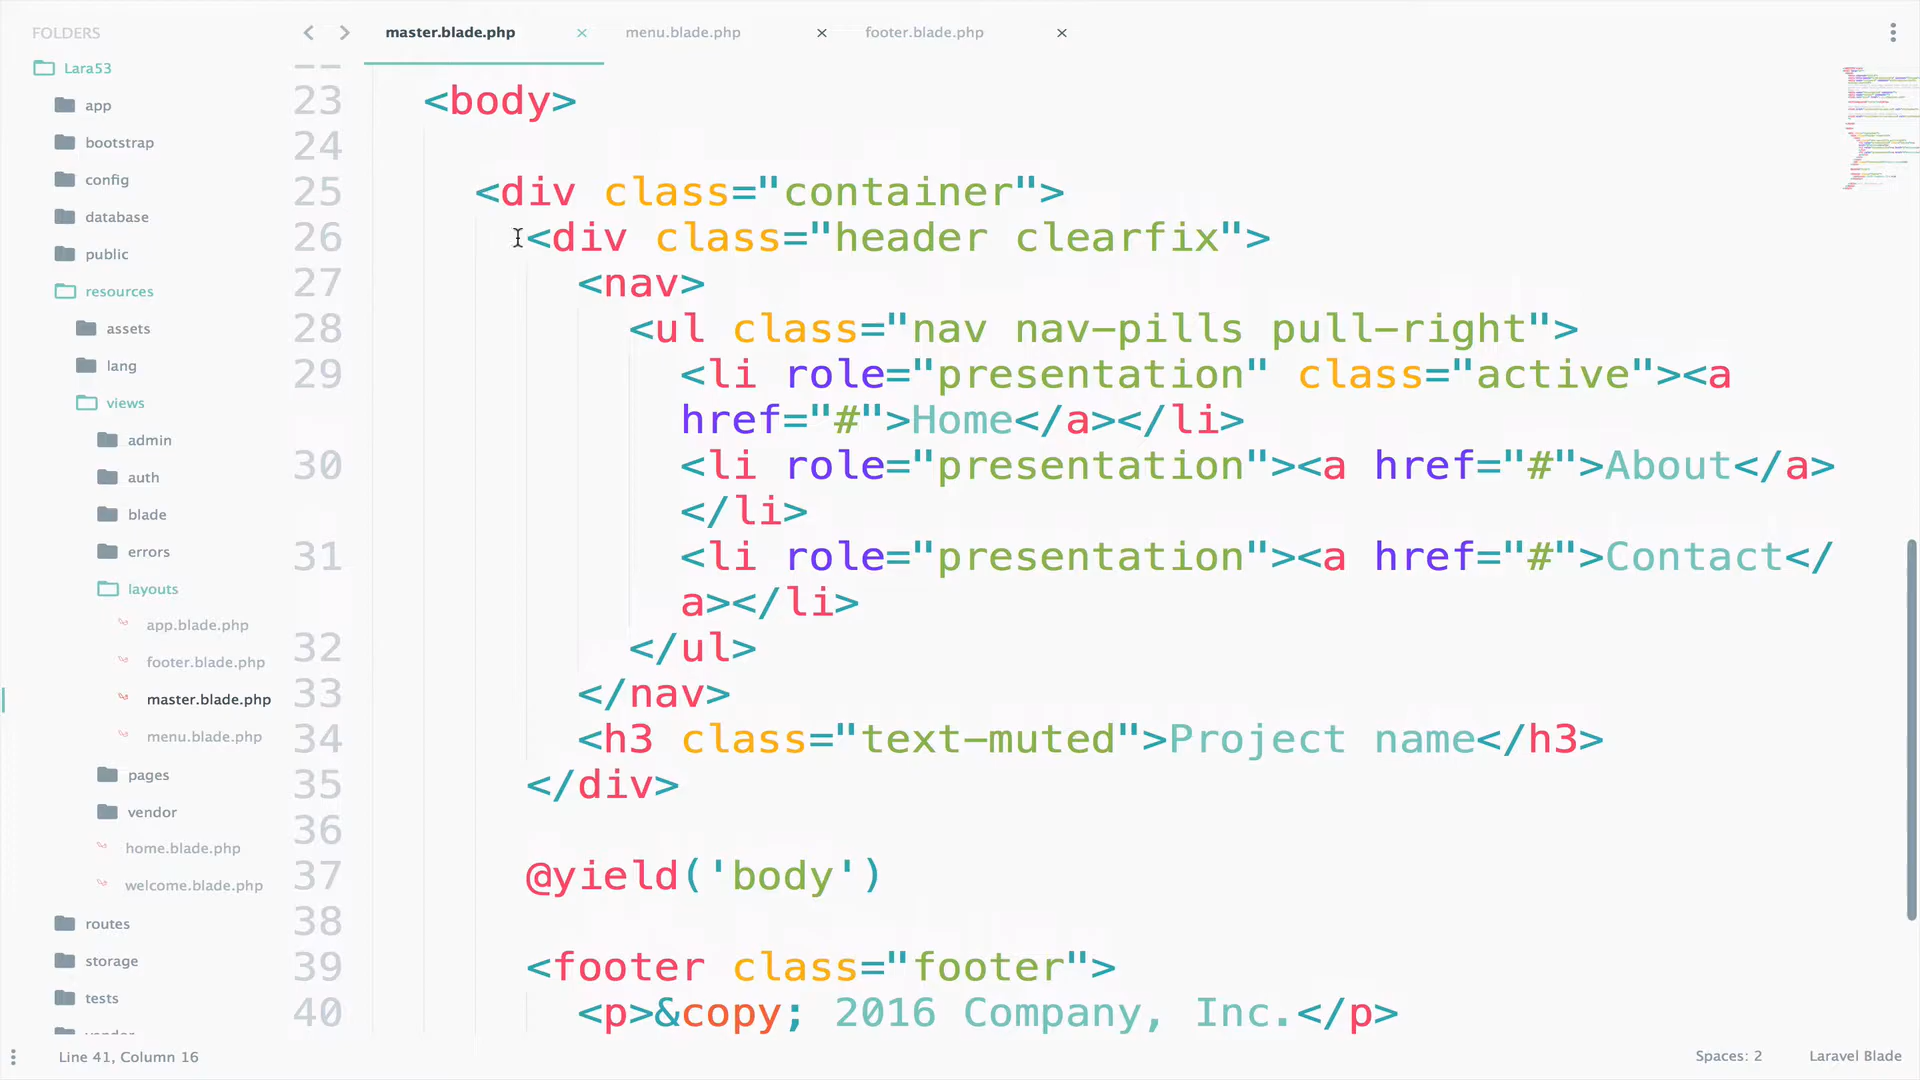 FOLDERS
Lara53
app
bootstrap
config
database
public
resources
assets
lang
views
admin
auth
blade
errors
layouts
app.blade.php
footer.blade.php
master.blade.php
menu.blade.php
pages
vendor
home.blade.php
welcome.blade.php
routes
storage
tests
master.blade.php × menu.blade.php × footer.blade.php ×
23 <body>
24
25 <div class="container">
26 <div class="header clearfix">
27 <nav>
28 <ul class="nav nav-pills pull-right">
29 <li role="presentation" class="active"><a
href="#">Home</a></li>
30 <li role="presentation"><a href="#">About</a>
</li>
31 <li role="presentation"><a href="#">Contact</
a></li>
32 </ul>
33 </nav>
34 <h3 class="text-muted">Project name</h3>
35 </div>
36
37 @yield('body')
38
39 <footer class="footer">
40 <p>&copy; 2016 Company, Inc.</p>
Line 41, Column 16
Spaces: 2
Laravel Blade